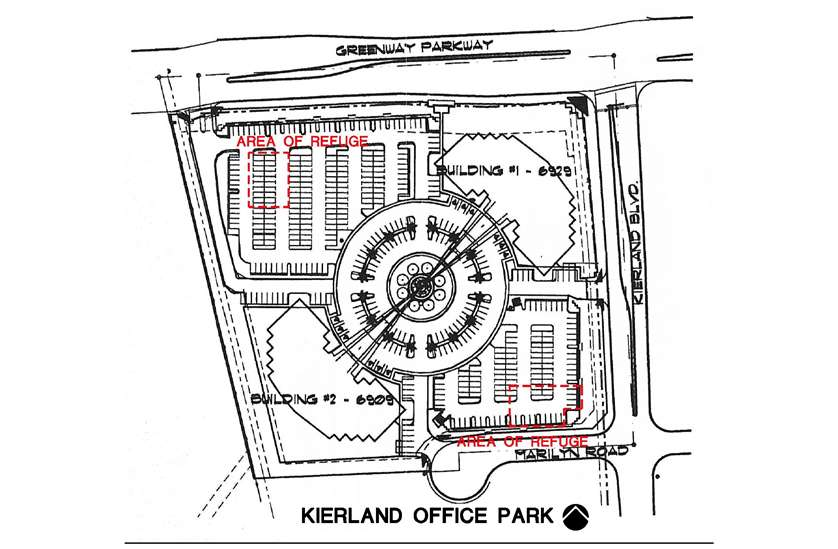 GREENWAY PARKWAY
AREA OF REFUGE
BUILDING #1 - 6929
KIERLAND BLVD.
BUILDING #2 - 6909
AREA OF REFUGE
MARILYN ROAD
KIERLAND OFFICE PARK